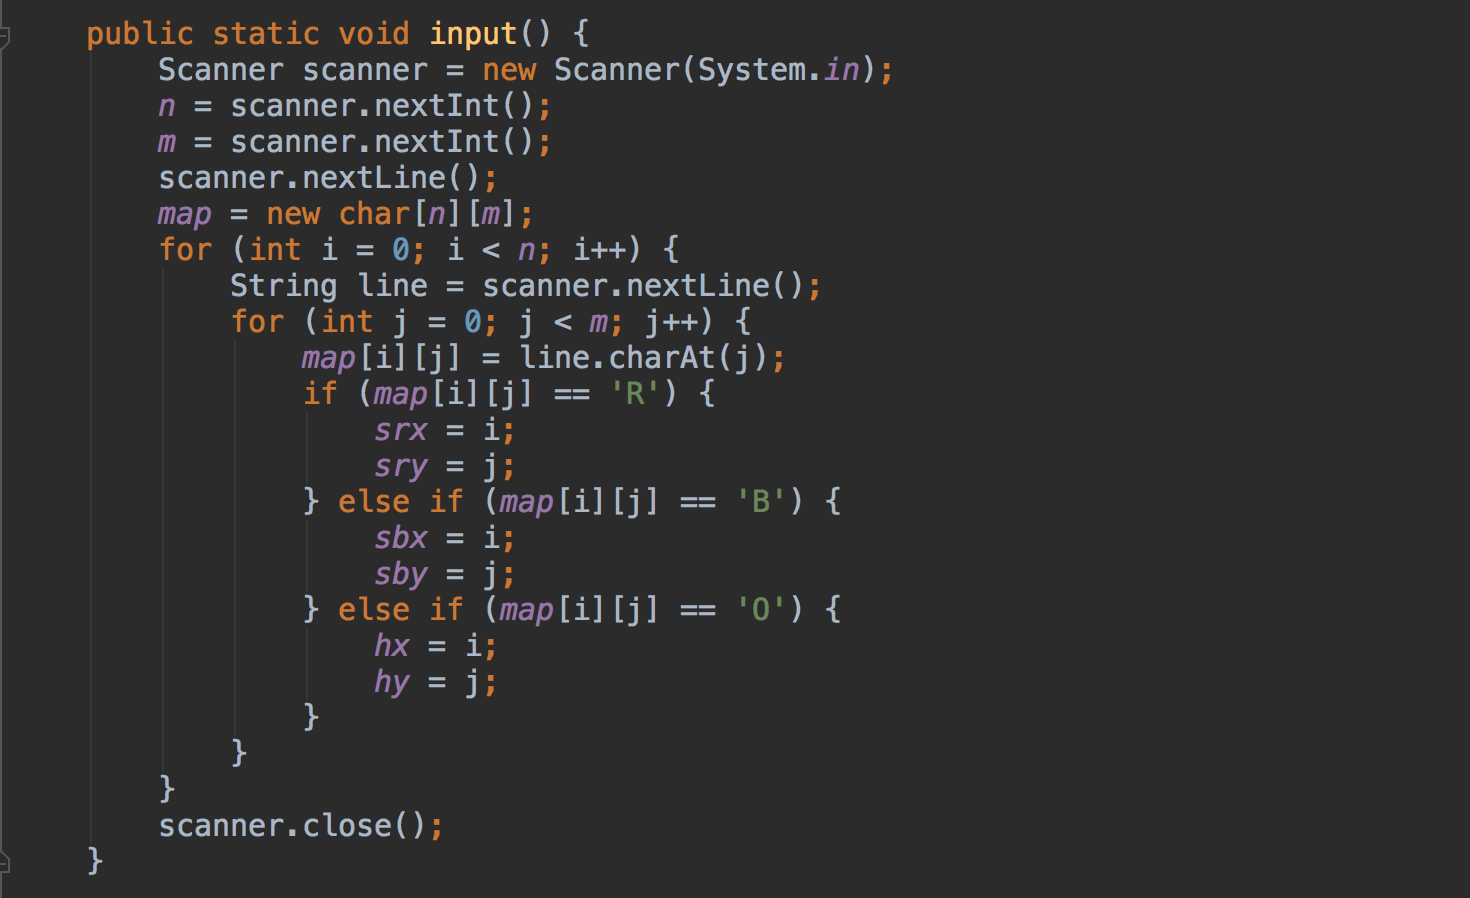 public static void input() {
    Scanner scanner = new Scanner(System.in);
    n = scanner.nextInt();
    m = scanner.nextInt();
    scanner.nextLine();
    map = new char[n][m];
    for (int i = 0; i < n; i++) {
        String line = scanner.nextLine();
        for (int j = 0; j < m; j++) {
            map[i][j] = line.charAt(j);
            if (map[i][j] == 'R') {
                srx = i;
                sry = j;
            } else if (map[i][j] == 'B') {
                sbx = i;
                sby = j;
            } else if (map[i][j] == 'O') {
                hx = i;
                hy = j;
            }
        }
    }
    scanner.close();
}